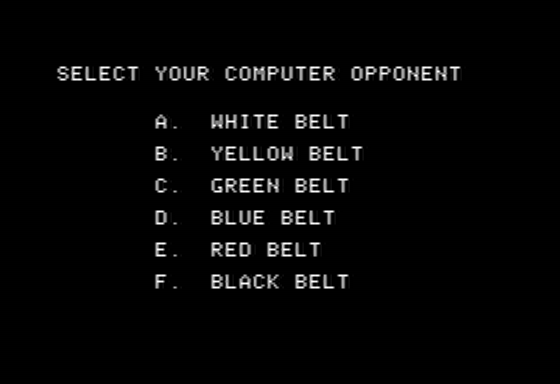 SELECT YOUR COMPUTER OPPONENT
A. WHITE BELT
B. YELLOW BELT
C. GREEN BELT
D. BLUE BELT
E. RED BELT
F. BLACK BELT